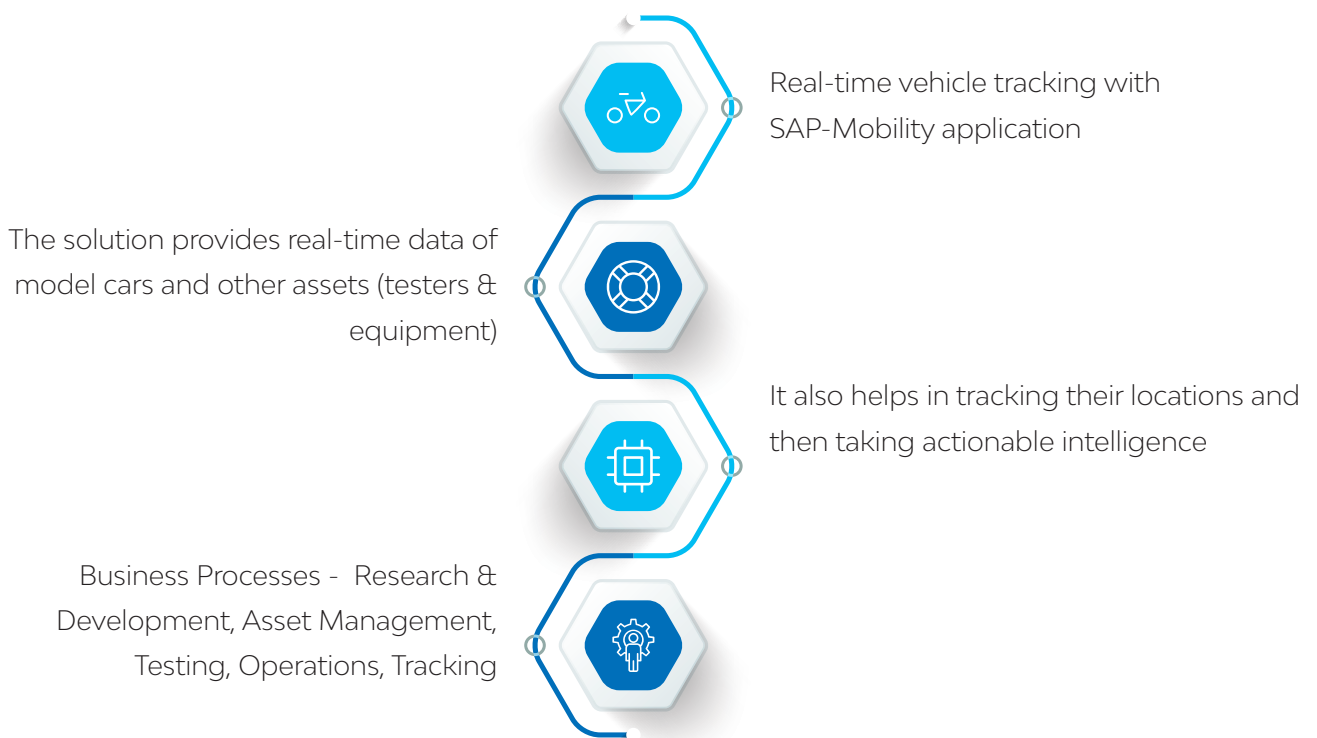 Real-time vehicle tracking with
SAP-Mobility application
The solution provides real-time data of
model cars and other assets (testers &
equipment)
It also helps in tracking their locations and
then taking actionable intelligence
Business Processes - Research &
Development, Asset Management,
Testing, Operations, Tracking